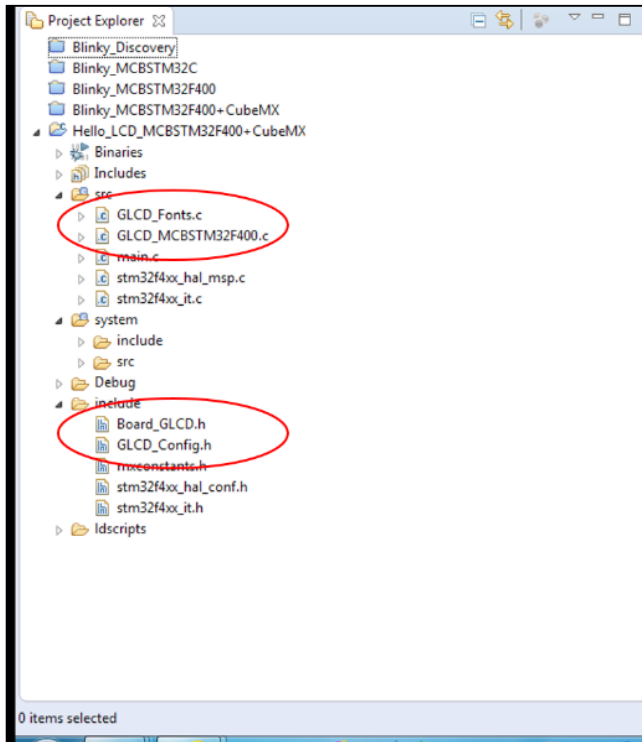 Project Explorer
Blinky_Discovery
Blinky_MCBSTM32C
Blinky_MCBSTM32F400
Blinky_MCBSTM32F400+CubeMX
Hello_LCD_MCBSTM32F400+CubeMX
Binaries
Includes
src
.c GLCD_Fonts.c
.c GLCD_MCBSTM32F400.c
.c main.c
.c stm32f4xx_hal_msp.c
.c stm32f4xx_it.c
system
include
src
Debug
include
h Board_GLCD.h
h GLCD_Config.h
h mxconstants.h
h stm32f4xx_hal_conf.h
h stm32f4xx_it.h
ldscripts
0 items selected